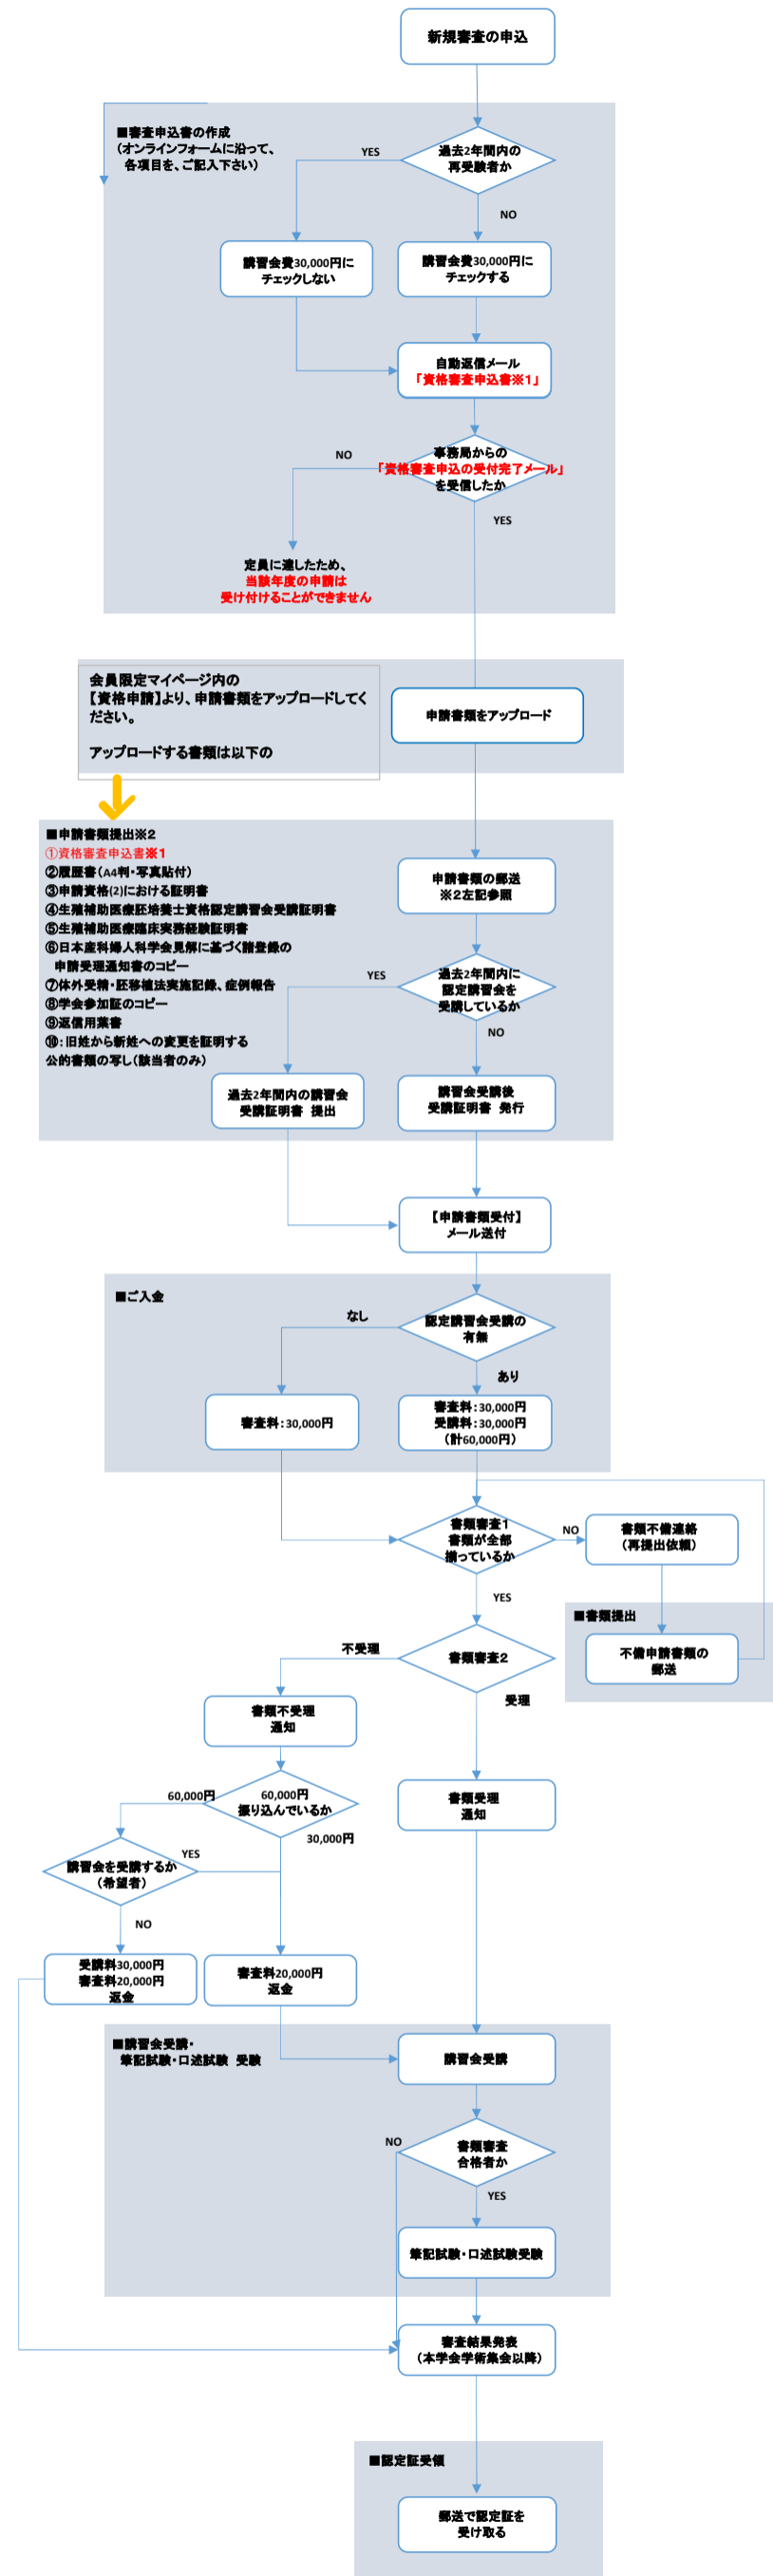 新規審査の申込
■審査申込書の作成
(オンラインフォームに沿って、
各項目を、ご記入下さい)
過去2年間内の
再受験者か
YES
NO
講習会費30,000円に
チェックしない
講習会費30,000円に
チェックする
自動返信メール
「資格審査申込書※1」
事務局からの
「資格審査申込の受付完了メール」
を受信したか
NO
YES
定員に達したため、
当該年度の申請は
受け付けることができません
会員限定マイページ内の
【資格申請】より、申請書類をアップロードしてく
ださい。
アップロードする書類は以下の
申請書類をアップロード
■申請書類提出※2
①資格審査申込書※1
②履歴書(A4判・写真貼付)
③申請資格(2)における証明書
④生殖補助医療胚培養士資格認定講習会受講証明書
⑤生殖補助医療臨床実務経験証明書
⑥日本産科婦人科学会見解に基づく諸登録の
申請受理通知書のコピー
⑦体外受精・胚移植法実施記録、症例報告
⑧学会参加証のコピー
⑨返信用葉書
⑩:旧姓から新姓への変更を証明する
公的書類の写し(該当者のみ)
申請書類の郵送
※2左記参照
過去2年間内に
認定講習会を
受講しているか
YES
NO
過去2年間内の講習会
受講証明書 提出
講習会受講後
受講証明書 発行
【申請書類受付】
メール送付
■ご入金
認定講習会受講の
有無
なし
あり
審査料:30,000円
審査料:30,000円
受講料:30,000円
(計60,000円)
書類審査1
書類が全部
揃っているか
NO
YES
書類不備連絡
(再提出依頼)
■書類提出
不備申請書類の
郵送
書類審査2
不受理
受理
書類不受理
通知
書類受理
通知
60,000円
振り込んでいるか
60,000円
30,000円
講習会を受講するか
(希望者)
YES
NO
受講料30,000円
審査料20,000円
返金
審査料20,000円
返金
■講習会受講・
筆記試験・口述試験 受験
講習会受講
書類審査
合格者か
NO
YES
筆記試験・口述試験受験
審査結果発表
(本学会学術集会以降)
■認定証受領
郵送で認定証を
受け取る